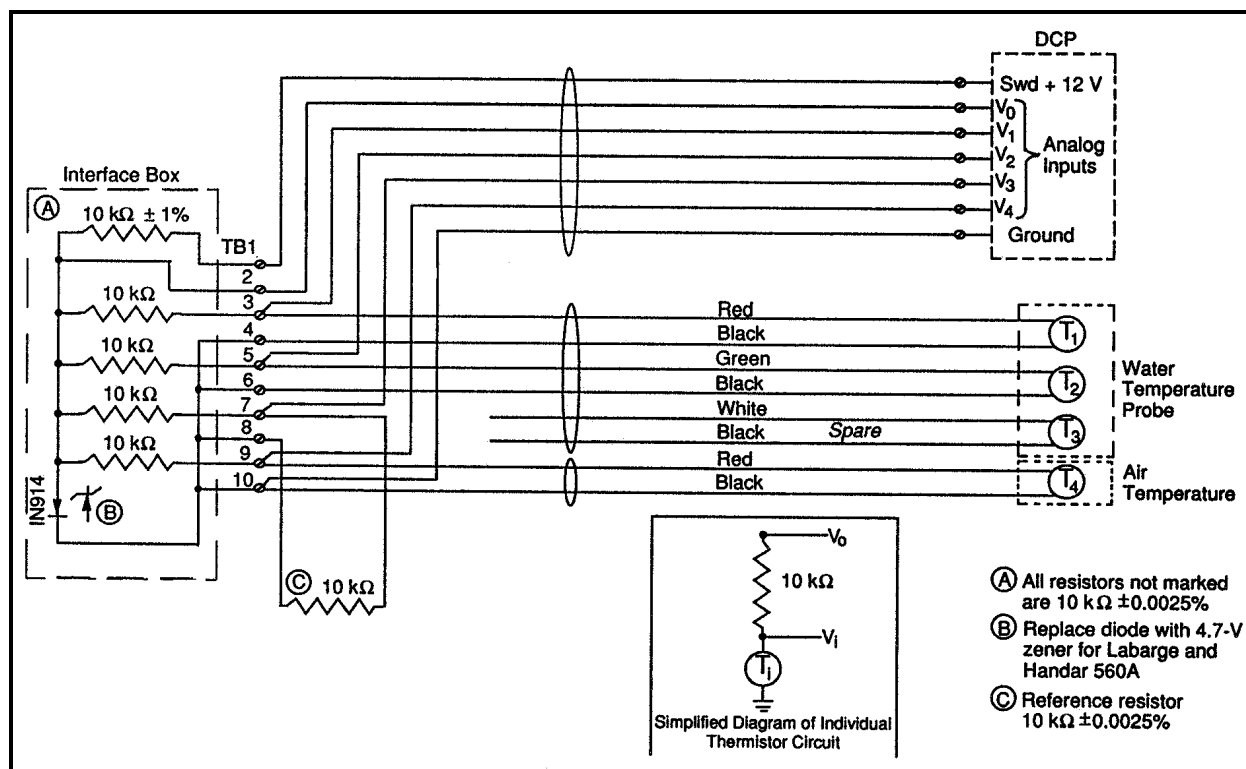 DCP
Swd + 12 V
V0
V1
V2
V3
V4
Analog
Inputs
Ground
Interface Box
A
10 kΩ ± 1%
TB1
2
10 kΩ
3
4
10 kΩ
5
6
10 kΩ
7
8
10 kΩ
9
10
IN914
B
C 10 kΩ
Red
Black
Green
Black
White
Black Spare
Red
Black
T1
T2
T3
T4
Water
Temperature
Probe
Air
Temperature
Vo
10 kΩ
Vi
Ti
Simplified Diagram of Individual
Thermistor Circuit
A All resistors not marked
are 10 kΩ ±0.0025%
B Replace diode with 4.7-V
zener for Labarge and
Handar 560A
C Reference resistor
10 kΩ ±0.0025%